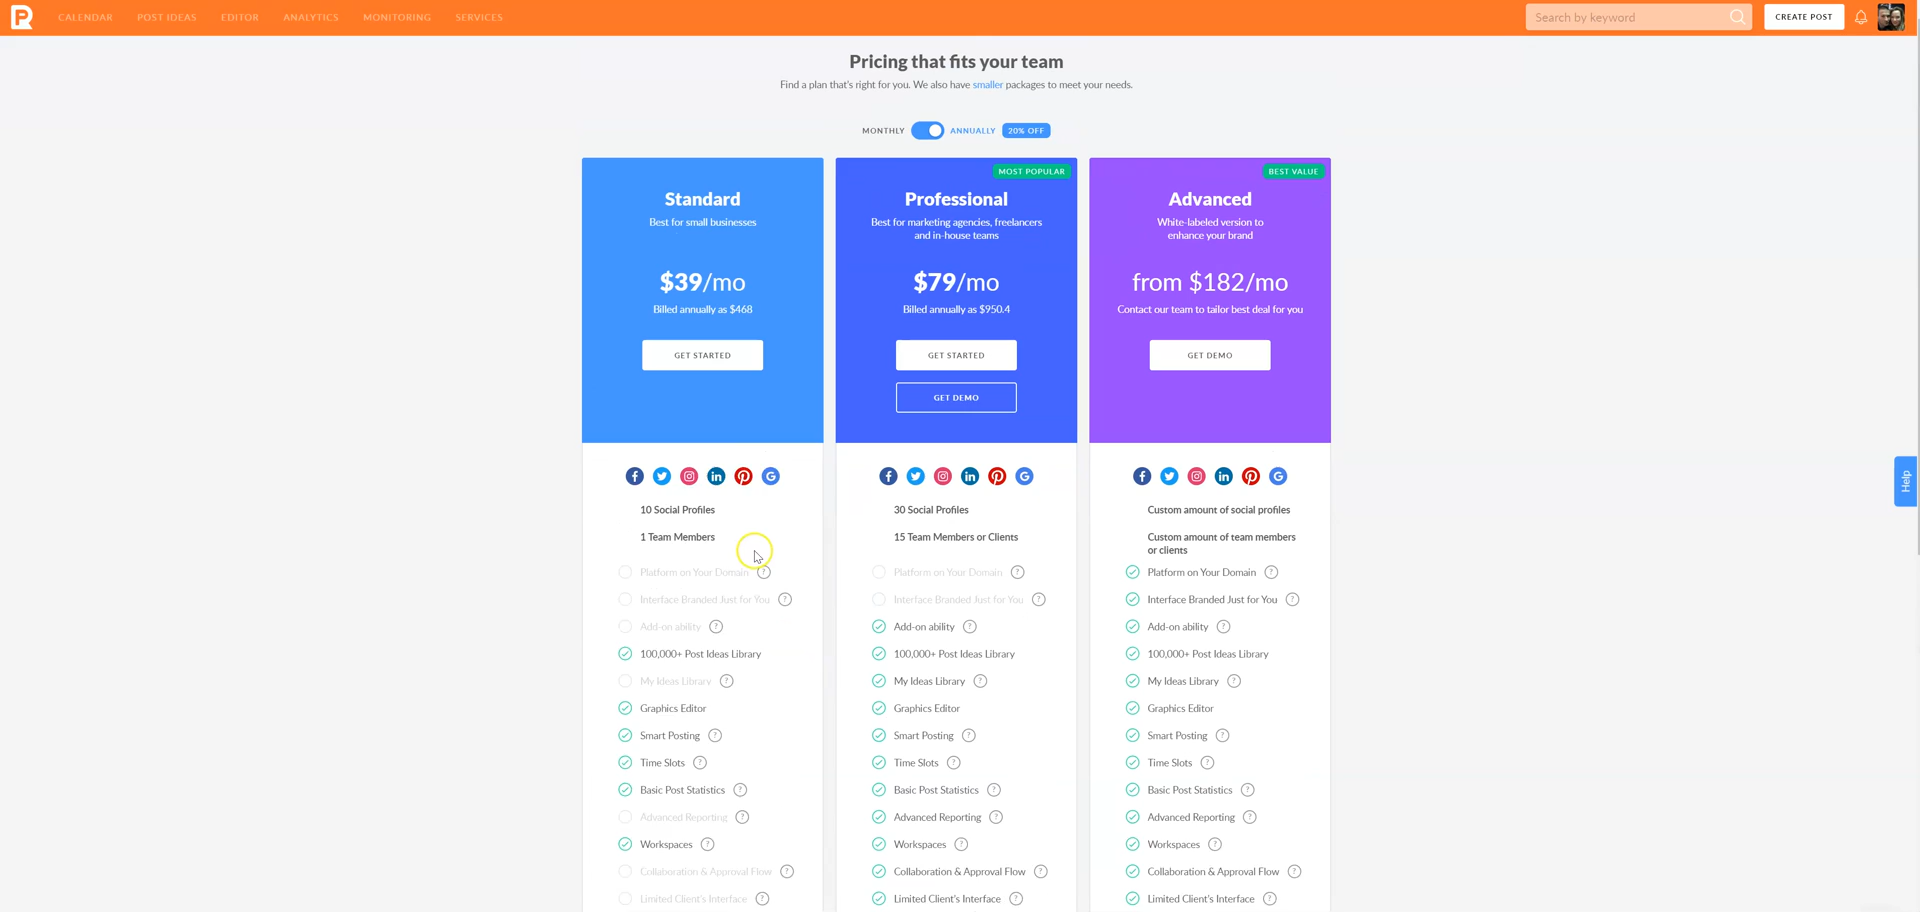 CALENDAR POST IDEAS EDITOR ANALYTICS MONITORING SERVICES Search by keyword CREATE POST
Pricing that fits your team
Find a plan that's right for you. We also have smaller packages to meet your needs.
MONTHLY ANNUALLY 20% OFF
Standard
Best for small businesses
$39/mo
Billed annually as $468
GET STARTED
10 Social Profiles
1 Team Members
Platform on Your Domain ?
Interface Branded Just for You ?
Add-on ability ?
100,000+ Post Ideas Library
My Ideas Library ?
Graphics Editor
Smart Posting ?
Time Slots ?
Basic Post Statistics ?
Advanced Reporting ?
Workspaces ?
Collaboration & Approval Flow ?
Limited Client's Interface ?
MOST POPULAR
Professional
Best for marketing agencies, freelancers
and in-house teams
$79/mo
Billed annually as $950.4
GET STARTED
GET DEMO
30 Social Profiles
15 Team Members or Clients
Platform on Your Domain ?
Interface Branded Just for You ?
Add-on ability ?
100,000+ Post Ideas Library
My Ideas Library ?
Graphics Editor
Smart Posting ?
Time Slots ?
Basic Post Statistics ?
Advanced Reporting ?
Workspaces ?
Collaboration & Approval Flow ?
Limited Client's Interface ?
BEST VALUE
Advanced
White-labeled version to
enhance your brand
from $182/mo
Contact our team to tailor best deal for you
GET DEMO
Custom amount of social profiles
Custom amount of team members
or clients
Platform on Your Domain ?
Interface Branded Just for You ?
Add-on ability ?
100,000+ Post Ideas Library
My Ideas Library ?
Graphics Editor
Smart Posting ?
Time Slots ?
Basic Post Statistics ?
Advanced Reporting ?
Workspaces ?
Collaboration & Approval Flow ?
Limited Client's Interface ?
Help